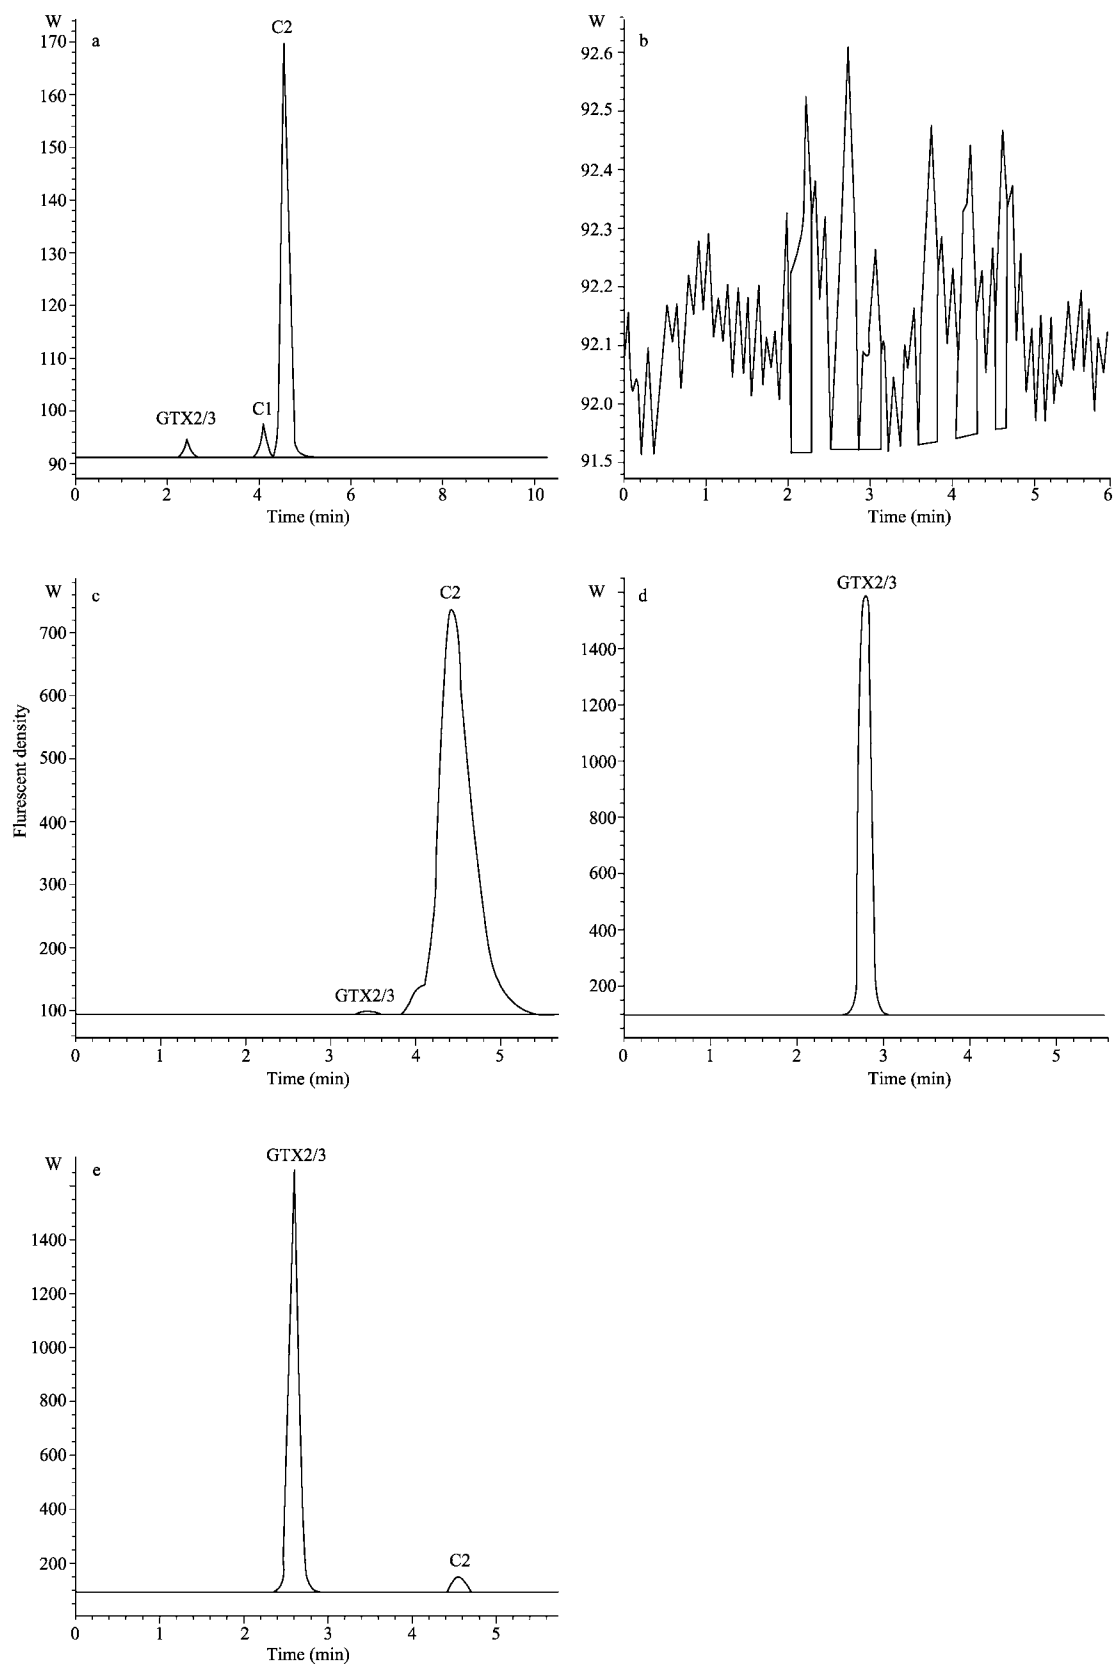 W
a
C2
170
160
150
140
130
120
110
100
90
GTX2/3
C1
0 2 4 6 8 10
Time (min)
W
b
92.6
92.5
92.4
92.3
92.2
92.1
92.0
91.5
0 1 2 3 4 5 6
Time (min)
W
c
C2
700
600
500
400
300
200
100
Flurescent density
GTX2/3
0 1 2 3 4 5
Time (min)
W
d
GTX2/3
1400
1200
1000
800
600
400
200
0 1 2 3 4 5
Time (min)
W
e
GTX2/3
1400
1200
1000
800
600
400
200
C2
0 1 2 3 4 5
Time (min)